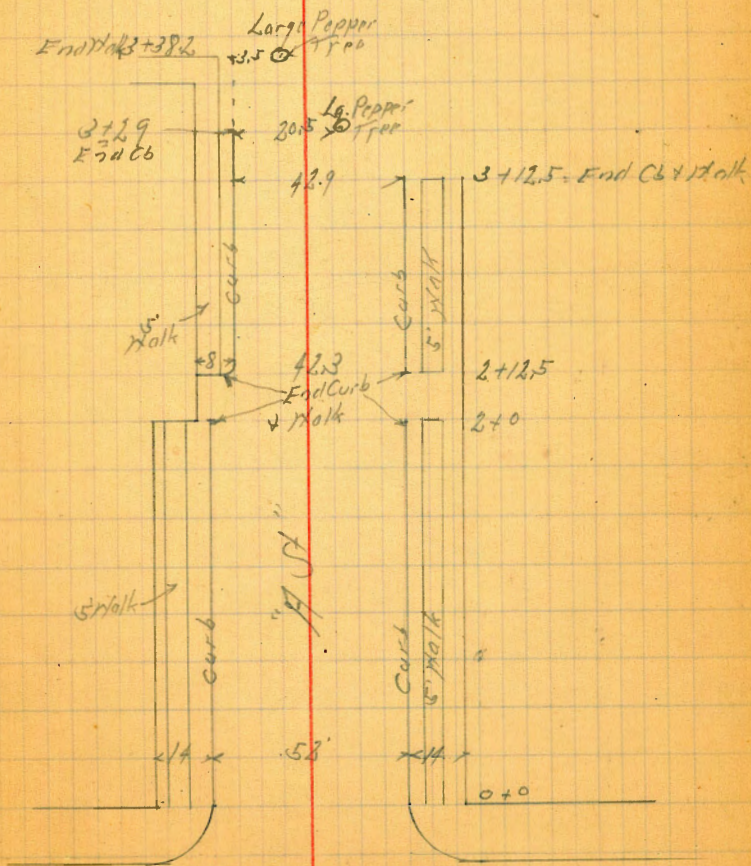 Large Pepper
Tree
End Walk 3+38.2
3.5
Lg. Pepper
Tree
3+29
End Cb
20.5
42.9
3+12.5 = End Cb & Walk
Curb
Curb
5' Walk
5'
Walk
8
42.3
2+12.5
End Curb
& Walk
2+0
"A St"
5' Walk
Curb
Curb
5' Walk
14
52'
14
0+0